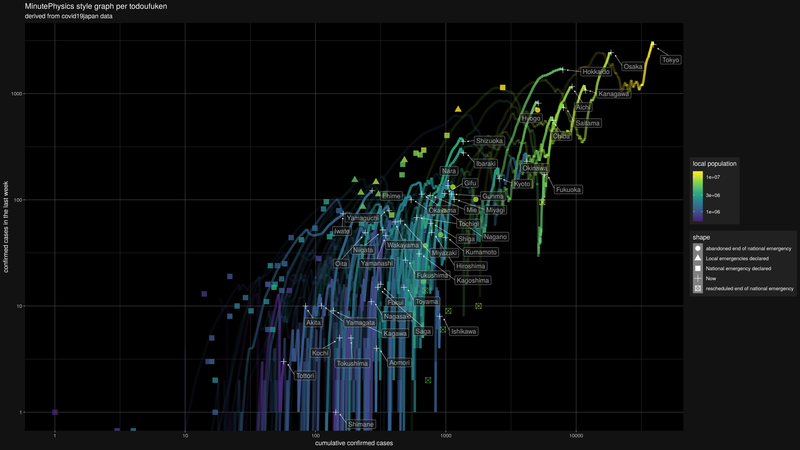 MinutePhysics style graph per todoufuken
derived from covid19japan data
confirmed cases in the last week
1000
100
10
1
Tokyo
Osaka
Hokkaido
Kanagawa
Aichi
Hyogo
Saitama
Chiba
Shizuoka
Ibaraki
Okinawa
Nara
Gifu
Kyoto
Fukuoka
Ehime
Gunma
Okayama
Mie
Miyagi
Yamaguchi
Tochigi
Iwate
Shiga
Nagano
Wakayama
Niigata
Miyazaki
Kumamoto
Oita
Yamanashi
Hiroshima
Fukushima
Kagoshima
Fukui
Toyama
Nagasaki
Akita
Yamagata
Saga
Ishikawa
Kagawa
Kochi
Tokushima
Aomori
Tottori
Shimane
1
10
100
1000
10000
cumulative confirmed cases
local population
1e+07
3e+06
1e+06
shape
abandoned end of national emergency
Local emergencies declared
National emergency declared
Now
rescheduled end of national emergency